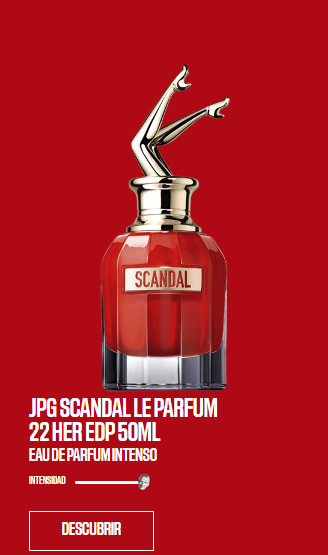 SCANDAL
JPG SCANDAL LE PARFUM
22 HER EDP 50ML
EAU DE PARFUM INTENSO
INTENSIDAD
DESCUBRIR